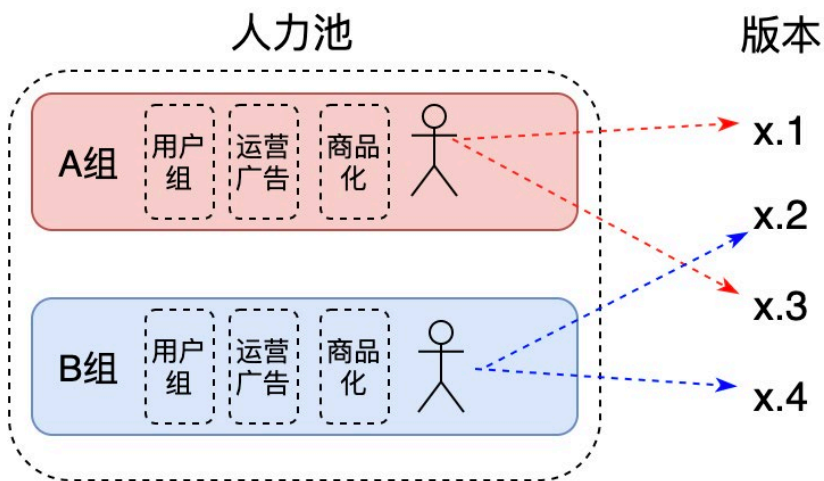 人力池
版本
A组
用户
组
运营
广告
商品
化
x.1
x.2
B组
用户
组
运营
广告
商品
化
x.3
x.4